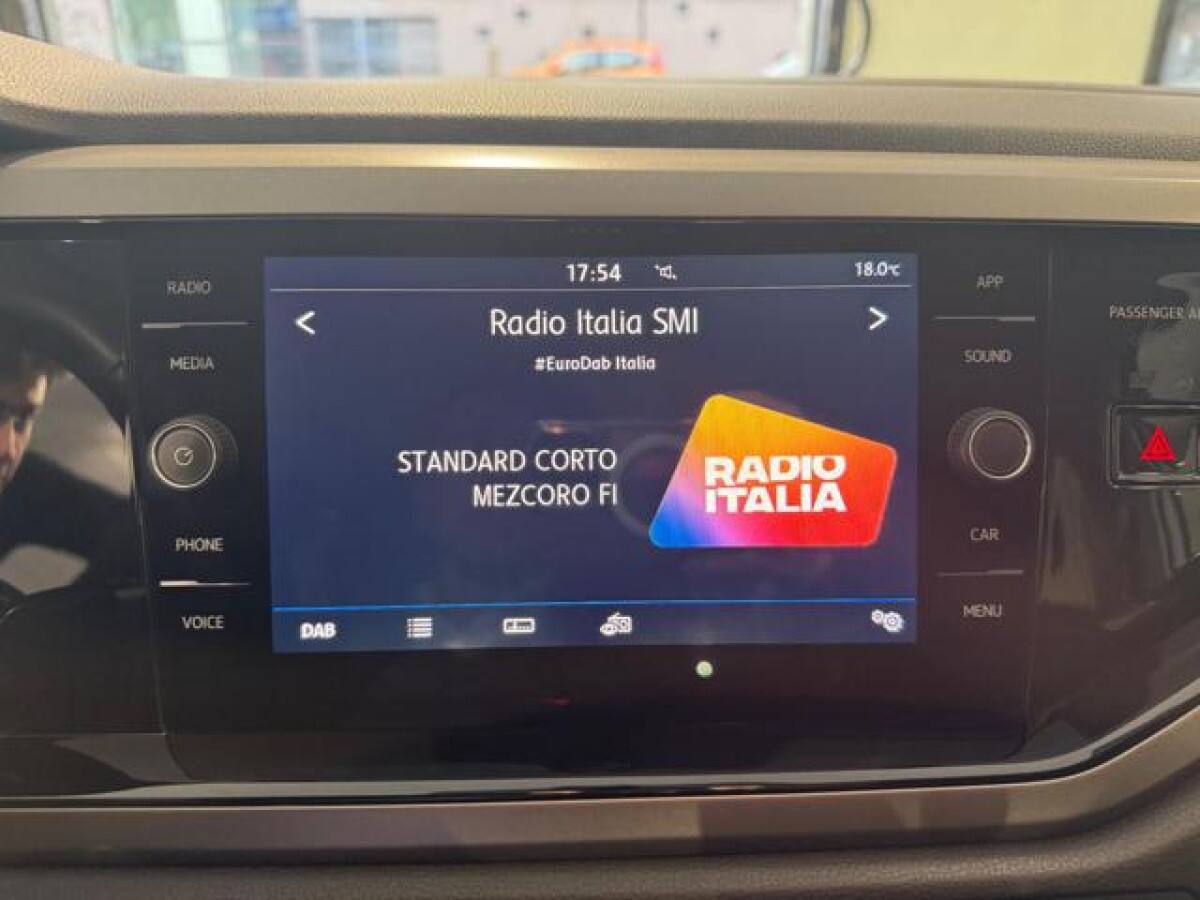 RADIO
MEDIA
PHONE
VOICE
17:54
18.0℃
Radio Italia SMI
#EuroDab Italia
STANDARD CORTO
MEZCORO FI
RADIO
ITALIA
DAB
APP
SOUND
CAR
MENU
PASSENGER